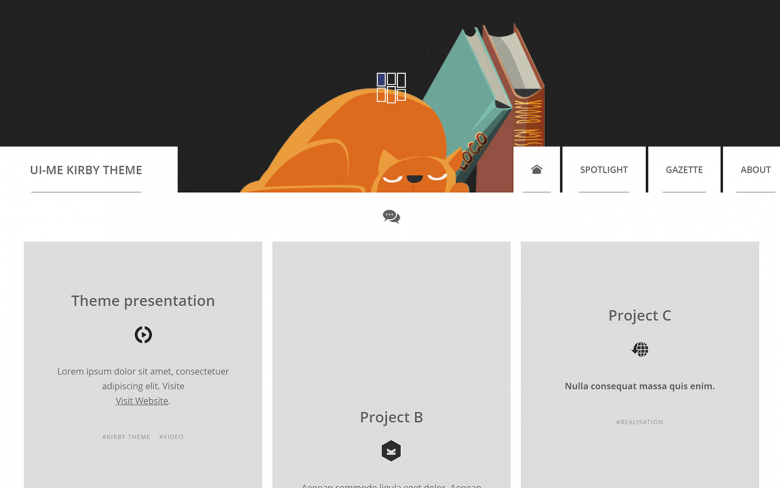 LOCO
UI-ME KIRBY THEME
SPOTLIGHT
GAZETTE
ABOUT
Theme presentation
Lorem ipsum dolor sit amet, consectetuer
adipiscing elit. Visite
Visit Website.
#KIRBY THEME #VIDEO
Project B
Aenean commodo ligula eget dolor. Aenean
Project C
Nulla consequat massa quis enim.
#REALISATION